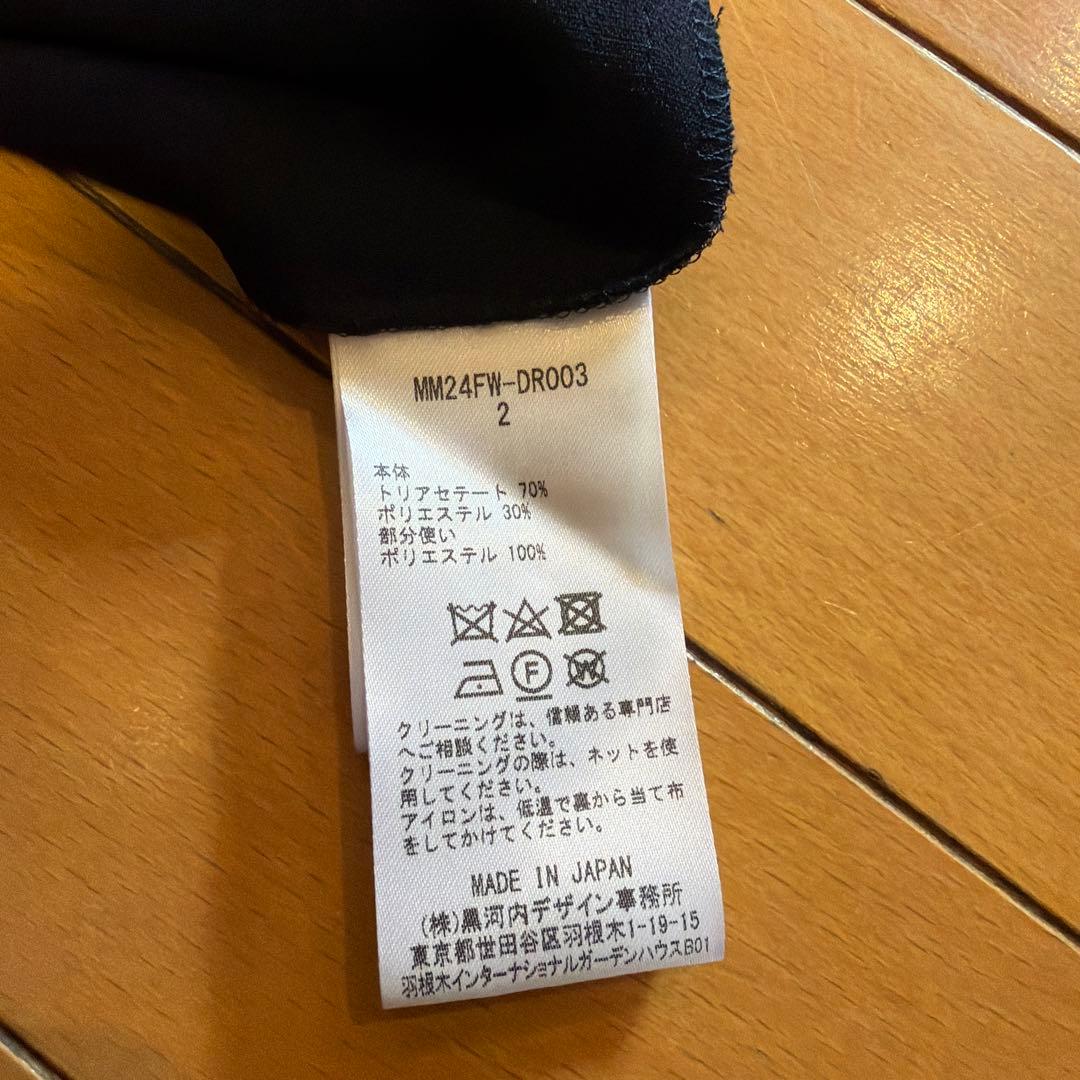 MM24FW-DR003
2
本体
トリアセテート 70%
ポリエステル 30%
部分使い
ポリエステル 100%
F
W
クリーニングは、信頼ある専門店
へご相談ください。
クリーニングの際は、ネットを使
用してください。
アイロンは、低温で裏から当て布
をしてかけてください。
MADE IN JAPAN
(株)黒河内デザイン事務所
東京都世田谷区羽根木1-19-15
羽根木インターナショナルガーデンハウスB01